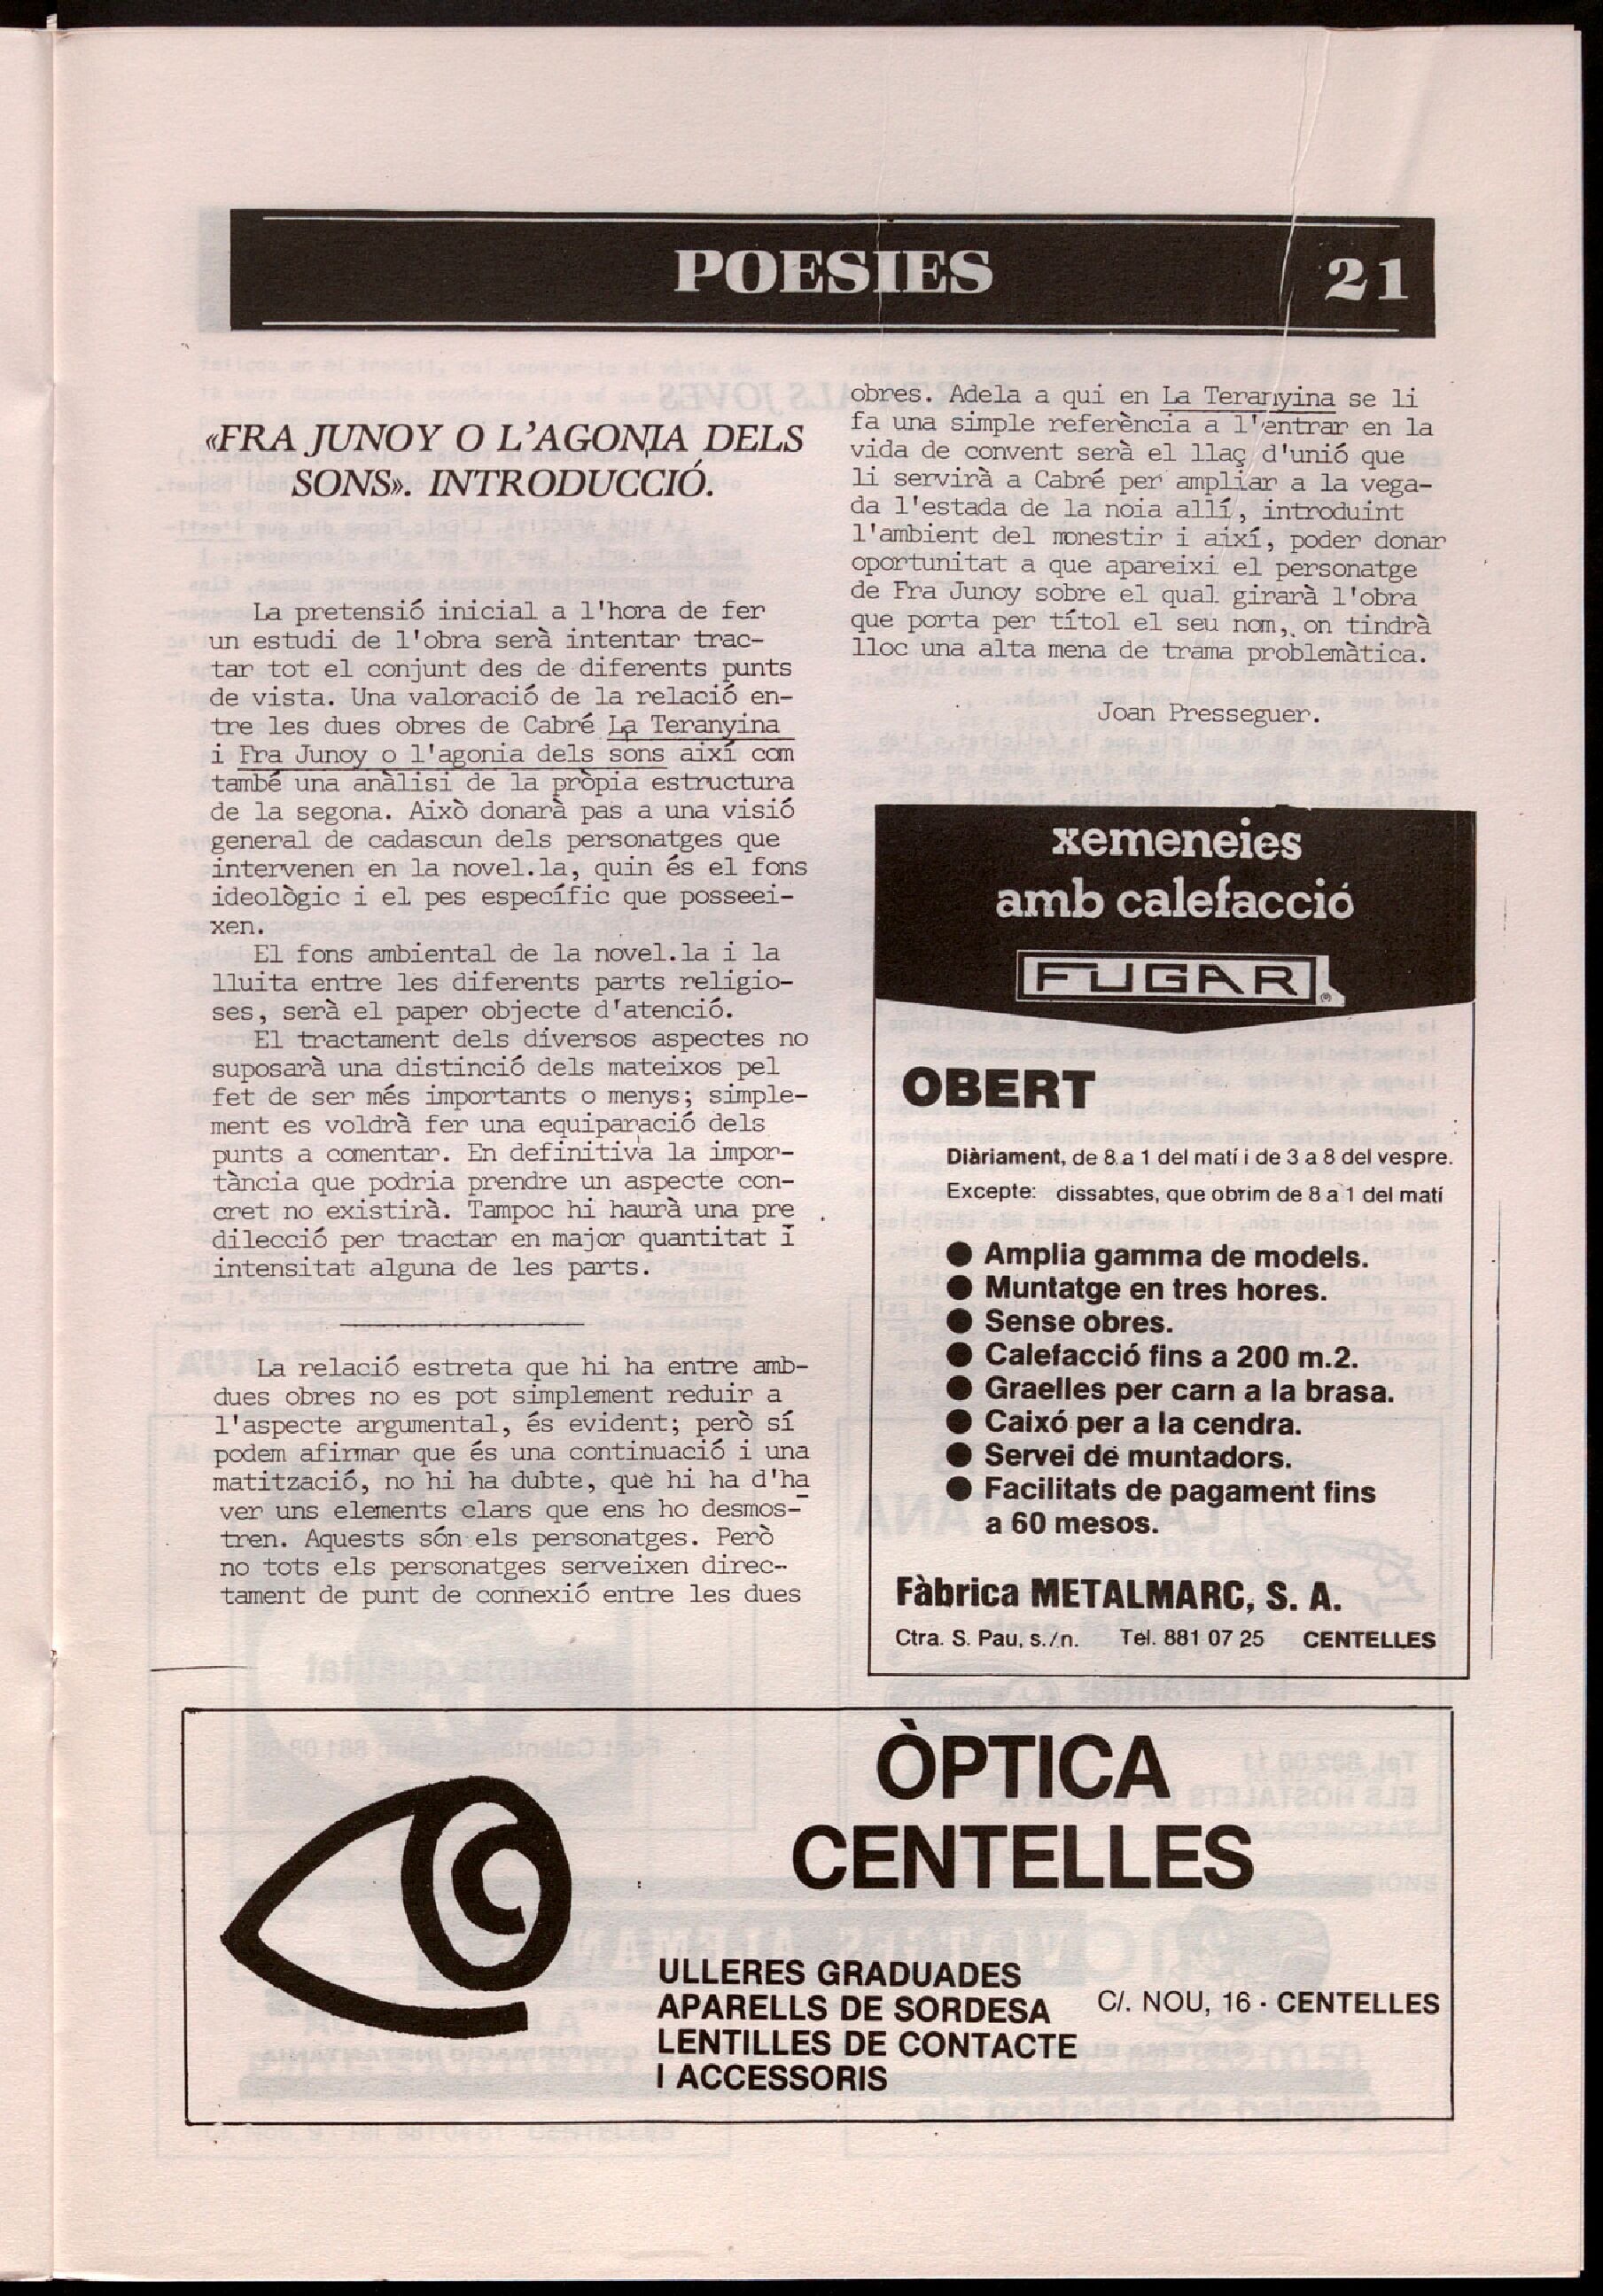 POESIES
21
«FRA JUNOY O L'AGONIA DELS
SONS». INTRODUCCIÓ.
La pretensió inicial a l'hora de fer
un estudi de l'obra serà intentar trac-
tar tot el conjunt des de diferents punts
de vista. Una valoració de la relació en-
tre les dues obres de Cabré La Teranyina
i Fra Junoy o l'agonia dels sons així com
també una anàlisi de la pròpia estructura
de la segona. Això donarà pas a una visió
general de cadascun dels personatges que
intervenen en la novel.la, quin és el fons
ideològic i el pes específic que posseei-
xen.
El fons ambiental de la novel.la i la
lluita entre les diferents parts religio-
ses, serà el paper objecte d'atenció.
El tractament dels diversos aspectes no
suposarà una distinció dels mateixos pel
fet de ser més importants o menys; simple-
ment es voldrà fer una equiparació dels
punts a comentar. En definitiva la impor-
tància que podria prendre un aspecte con-
cret no existirà. Tampoc hi haurà una pre
dilecció per tractar en major quantitat i
intensitat alguna de les parts.
La relació estreta que hi ha entre amb-
dues obres no es pot simplement reduir a
l'aspecte argumental, és evident; però sí
podem afirmar que és una continuació i una
matització, no hi ha dubte, que hi ha d'ha
ver uns elements clars que ens ho desmos-
tren. Aquests són els personatges. Però
no tots els personatges serveixen direc-
tament de punt de connexió entre les dues
obres. Adela a qui en La Teranyina se li
fa una simple referència a l'entrar en la
vida de convent serà el llaç d'unió que
li servirà a Cabré per ampliar a la vega-
da l'estada de la noia allí, introduint
l'ambient del monestir i així, poder donar
oportunitat a que apareixi el personatge
de Fra Junoy sobre el qual girarà l'obra
que porta per títol el seu nom, on tindrà
lloc una alta mena de trama problemàtica.
Joan Presseguer.
xemeneies
amb calefacció
FUGAR ®
OBERT
Diàriament, de 8 a 1 del matí i de 3 a 8 del vespre.
Excepte: dissabtes, que obrim de 8 a 1 del matí
● Amplia gamma de models.
● Muntatge en tres hores.
● Sense obres.
● Calefacció fins a 200 m.2.
● Graelles per carn a la brasa.
● Caixó per a la cendra.
● Servei de muntadors.
● Facilitats de pagament fins
a 60 mesos.
Fàbrica METALMARC, S. A.
Ctra. S. Pau, s./n. Tel. 881 07 25 CENTELLES
ÒPTICA
CENTELLES
ULLERES GRADUADES
APARELLS DE SORDESA
LENTILLES DE CONTACTE
I ACCESSORIS
C/. NOU, 16 - CENTELLES